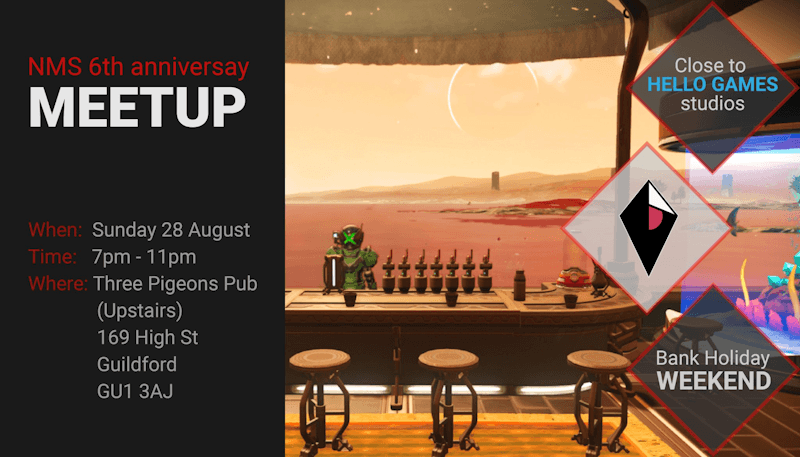 NMS 6th anniversay
MEETUP
When: Sunday 28 August
Time: 7pm - 11pm
Where: Three Pigeons Pub
(Upstairs)
169 High St
Guildford
GU1 3AJ
Close to
HELLO GAMES
studios
Bank Holiday
WEEKEND